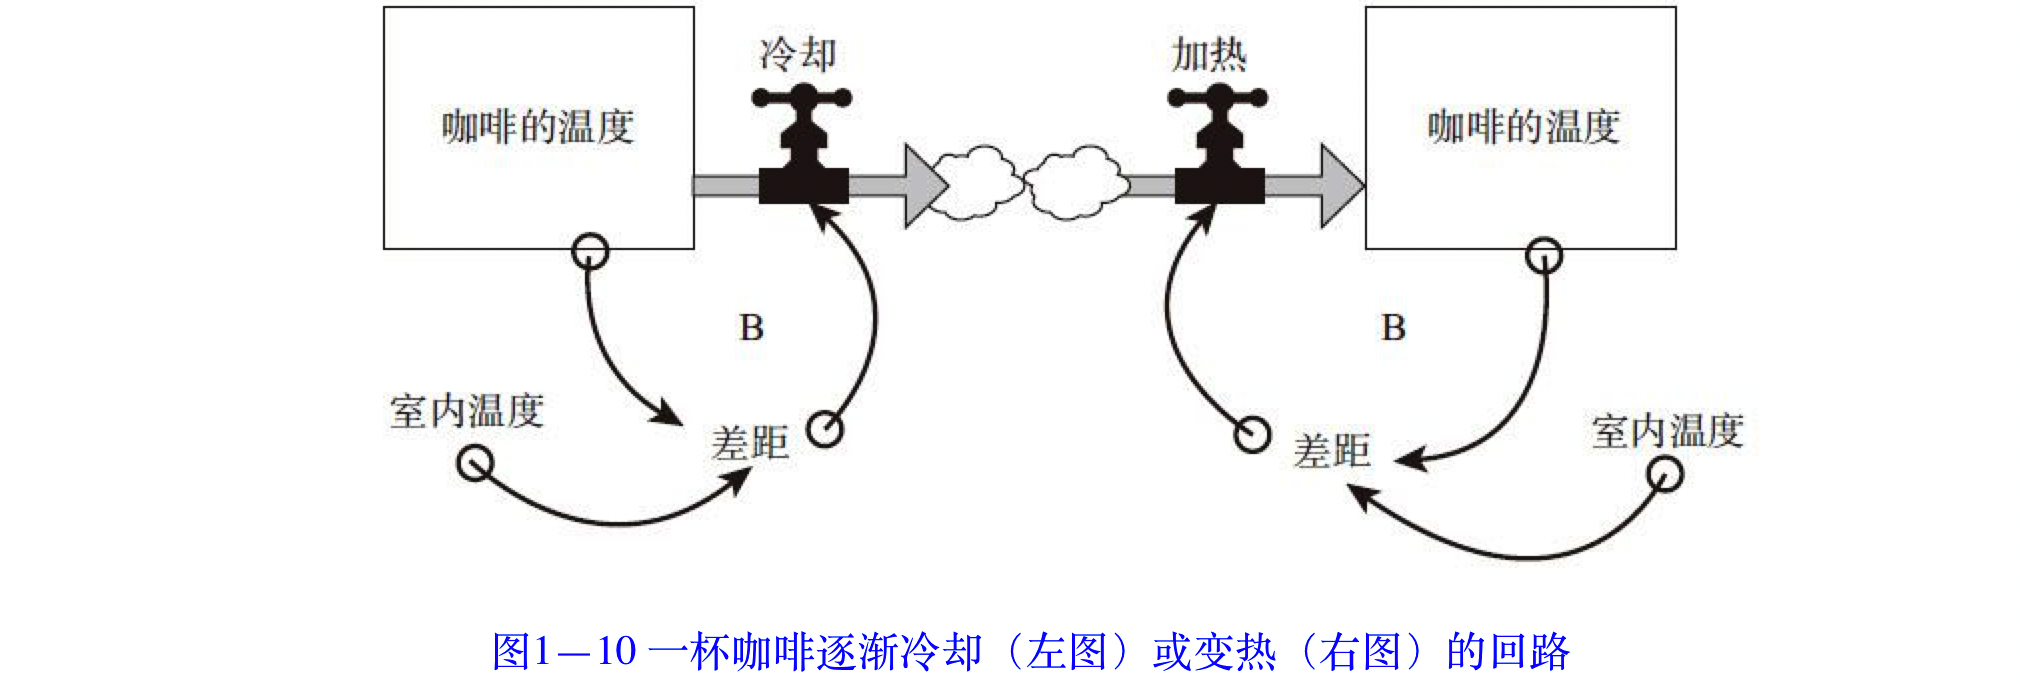 冷却
加热
咖啡的温度
咖啡的温度
B
B
室内温度
差距
差距
室内温度
图1—10 一杯咖啡逐渐冷却（左图）或变热（右图）的回路